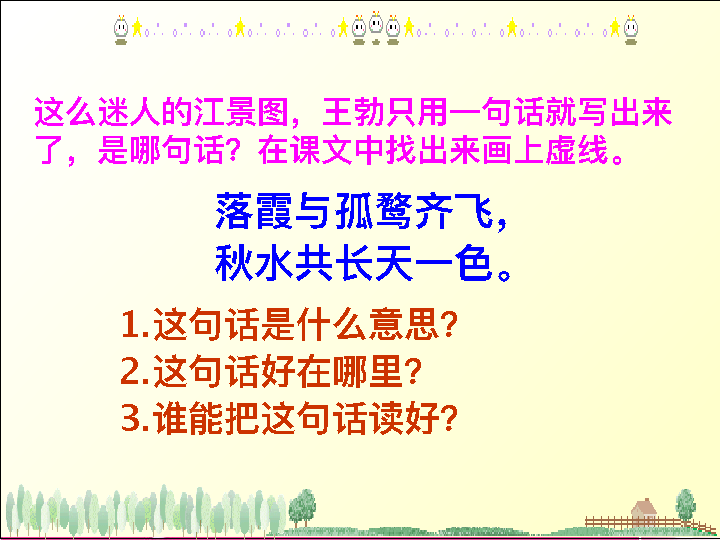 这么迷人的江景图，王勃只用一句话就写出来
了，是哪句话？在课文中找出来画上虚线。
落霞与孤鹜齐飞，
秋水共长天一色。
1.这句话是什么意思？
2.这句话好在哪里？
3.谁能把这句话读好？